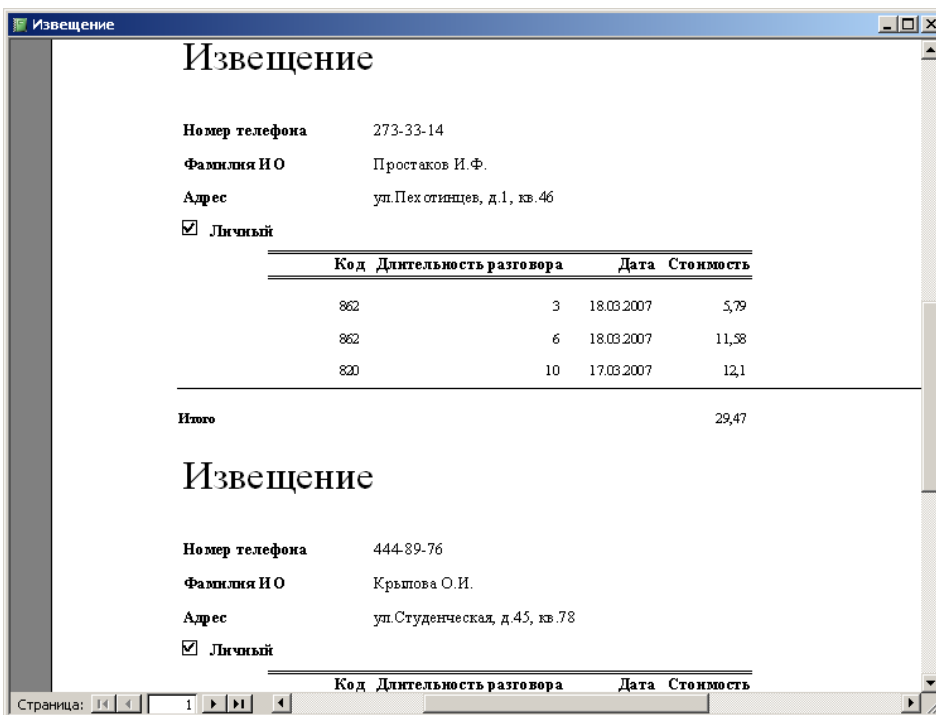 Извещение
Извещение
Номер телефона 273-33-14
Фамилия И О Простаков И.Ф.
Адрес ул.Пехотинцев, д.1, кв.46
Личный
Код Длительность разговора Дата Стоимость
862 3 18.03.2007 5,79
862 6 18.03.2007 11,58
820 10 17.03.2007 12,1
Итого 29,47
Извещение
Номер телефона 444-89-76
Фамилия И О Крылова О.И.
Адрес ул.Студенческая, д.45, кв.78
Личный
Код Длительность разговора Дата Стоимость
Страница: 1